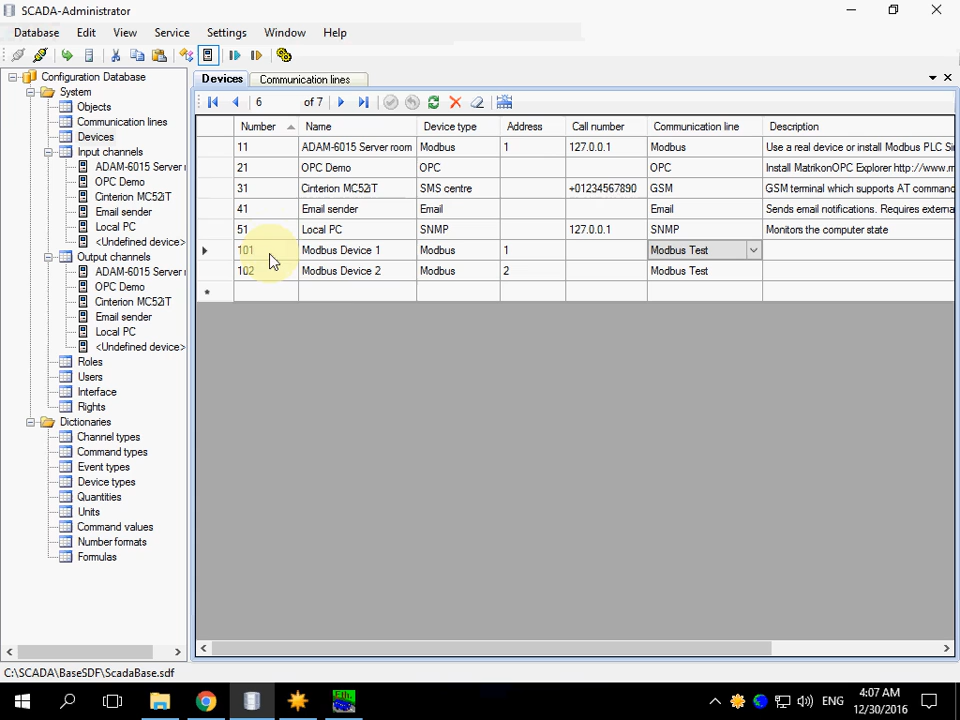 SCADA-Administrator
Database Edit View Service Settings Window Help
Configuration Database
System
Objects
Communication lines
Devices
Input channels
ADAM-6015 Server r
OPC Demo
Cinterion MC52iT
Email sender
Local PC
<Undefined device>
Output channels
ADAM-6015 Server r
OPC Demo
Cinterion MC52iT
Email sender
Local PC
<Undefined device>
Roles
Users
Interface
Rights
Dictionaries
Channel types
Command types
Event types
Device types
Quantities
Units
Command values
Number formats
Formulas
Devices Communication lines
6 of 7
Number Name Device type Address Call number Communication line Description
11 ADAM-6015 Server room Modbus 1 127.0.0.1 Modbus Use a real device or install Modbus PLC Si
21 OPC Demo OPC OPC Install MatrikonOPC Explorer http://www.m
31 Cinterion MC52iT SMS centre +01234567890 GSM GSM terminal which supports AT command
41 Email sender Email Email Sends email notifications. Requires externa
51 Local PC SNMP 127.0.0.1 SNMP Monitors the computer state
101 Modbus Device 1 Modbus 1 Modbus Test
102 Modbus Device 2 Modbus 2 Modbus Test
C:\SCADA\BaseSDF\ScadaBase.sdf
ENG
4:07 AM
12/30/2016